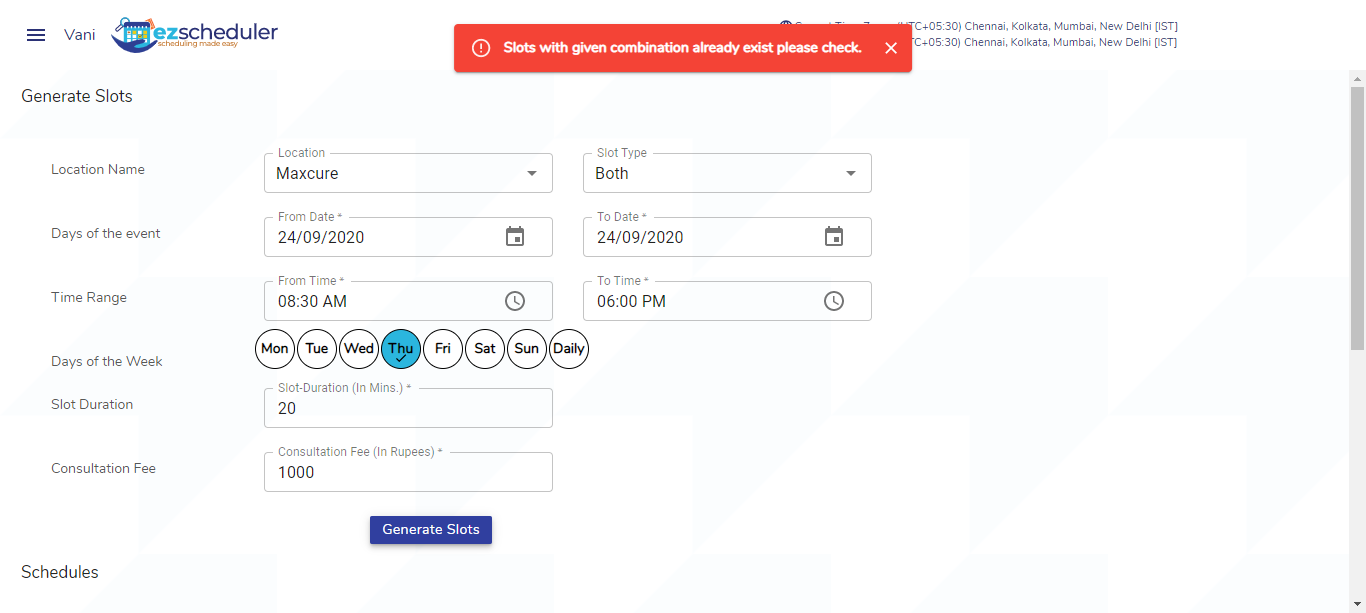 Vani
ezscheduler
scheduling made easy
(UTC+05:30) Chennai, Kolkata, Mumbai, New Delhi [IST]
TC+05:30) Chennai, Kolkata, Mumbai, New Delhi [IST]
Slots with given combination already exist please check.
Generate Slots
Location Name
Location
Maxcure
Slot Type
Both
Days of the event
From Date *
24/09/2020
To Date *
24/09/2020
Time Range
From Time *
08:30 AM
To Time *
06:00 PM
Days of the Week
Mon Tue Wed Thu Fri Sat Sun Daily
Slot Duration
Slot-Duration (In Mins.) *
20
Consultation Fee
Consultation Fee (In Rupees) *
1000
Generate Slots
Schedules